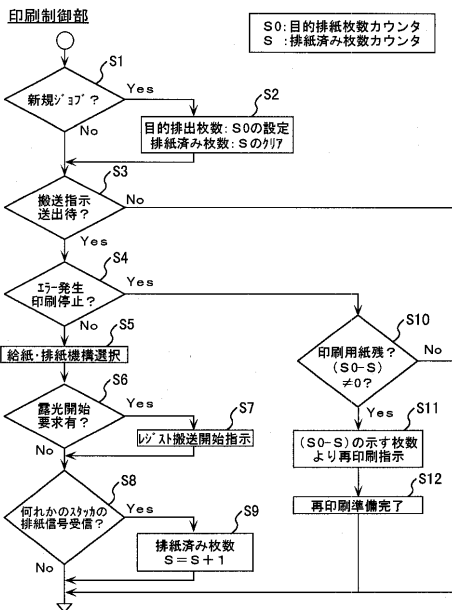 印刷制御部
S0:目的排紙枚数カウンタ
S :排紙済み枚数カウンタ
S1
新規ジョブ?
Yes
No
S2
目的排出枚数:S0の設定
排紙済み枚数:Sのクリア
S3
搬送指示
送出待?
No
Yes
S4
エラー発生
印刷停止?
Yes
No
S5
給紙・排紙機構選択
S6
露光開始
要求有?
Yes
No
S7
レジスト搬送開始指示
S8
何れかのスタッカの
排紙信号受信?
Yes
No
S9
排紙済み枚数
S=S+1
S10
印刷用紙残?
(S0-S)
≠0?
No
Yes
S11
(S0-S)の示す枚数
より再印刷指示
S12
再印刷準備完了